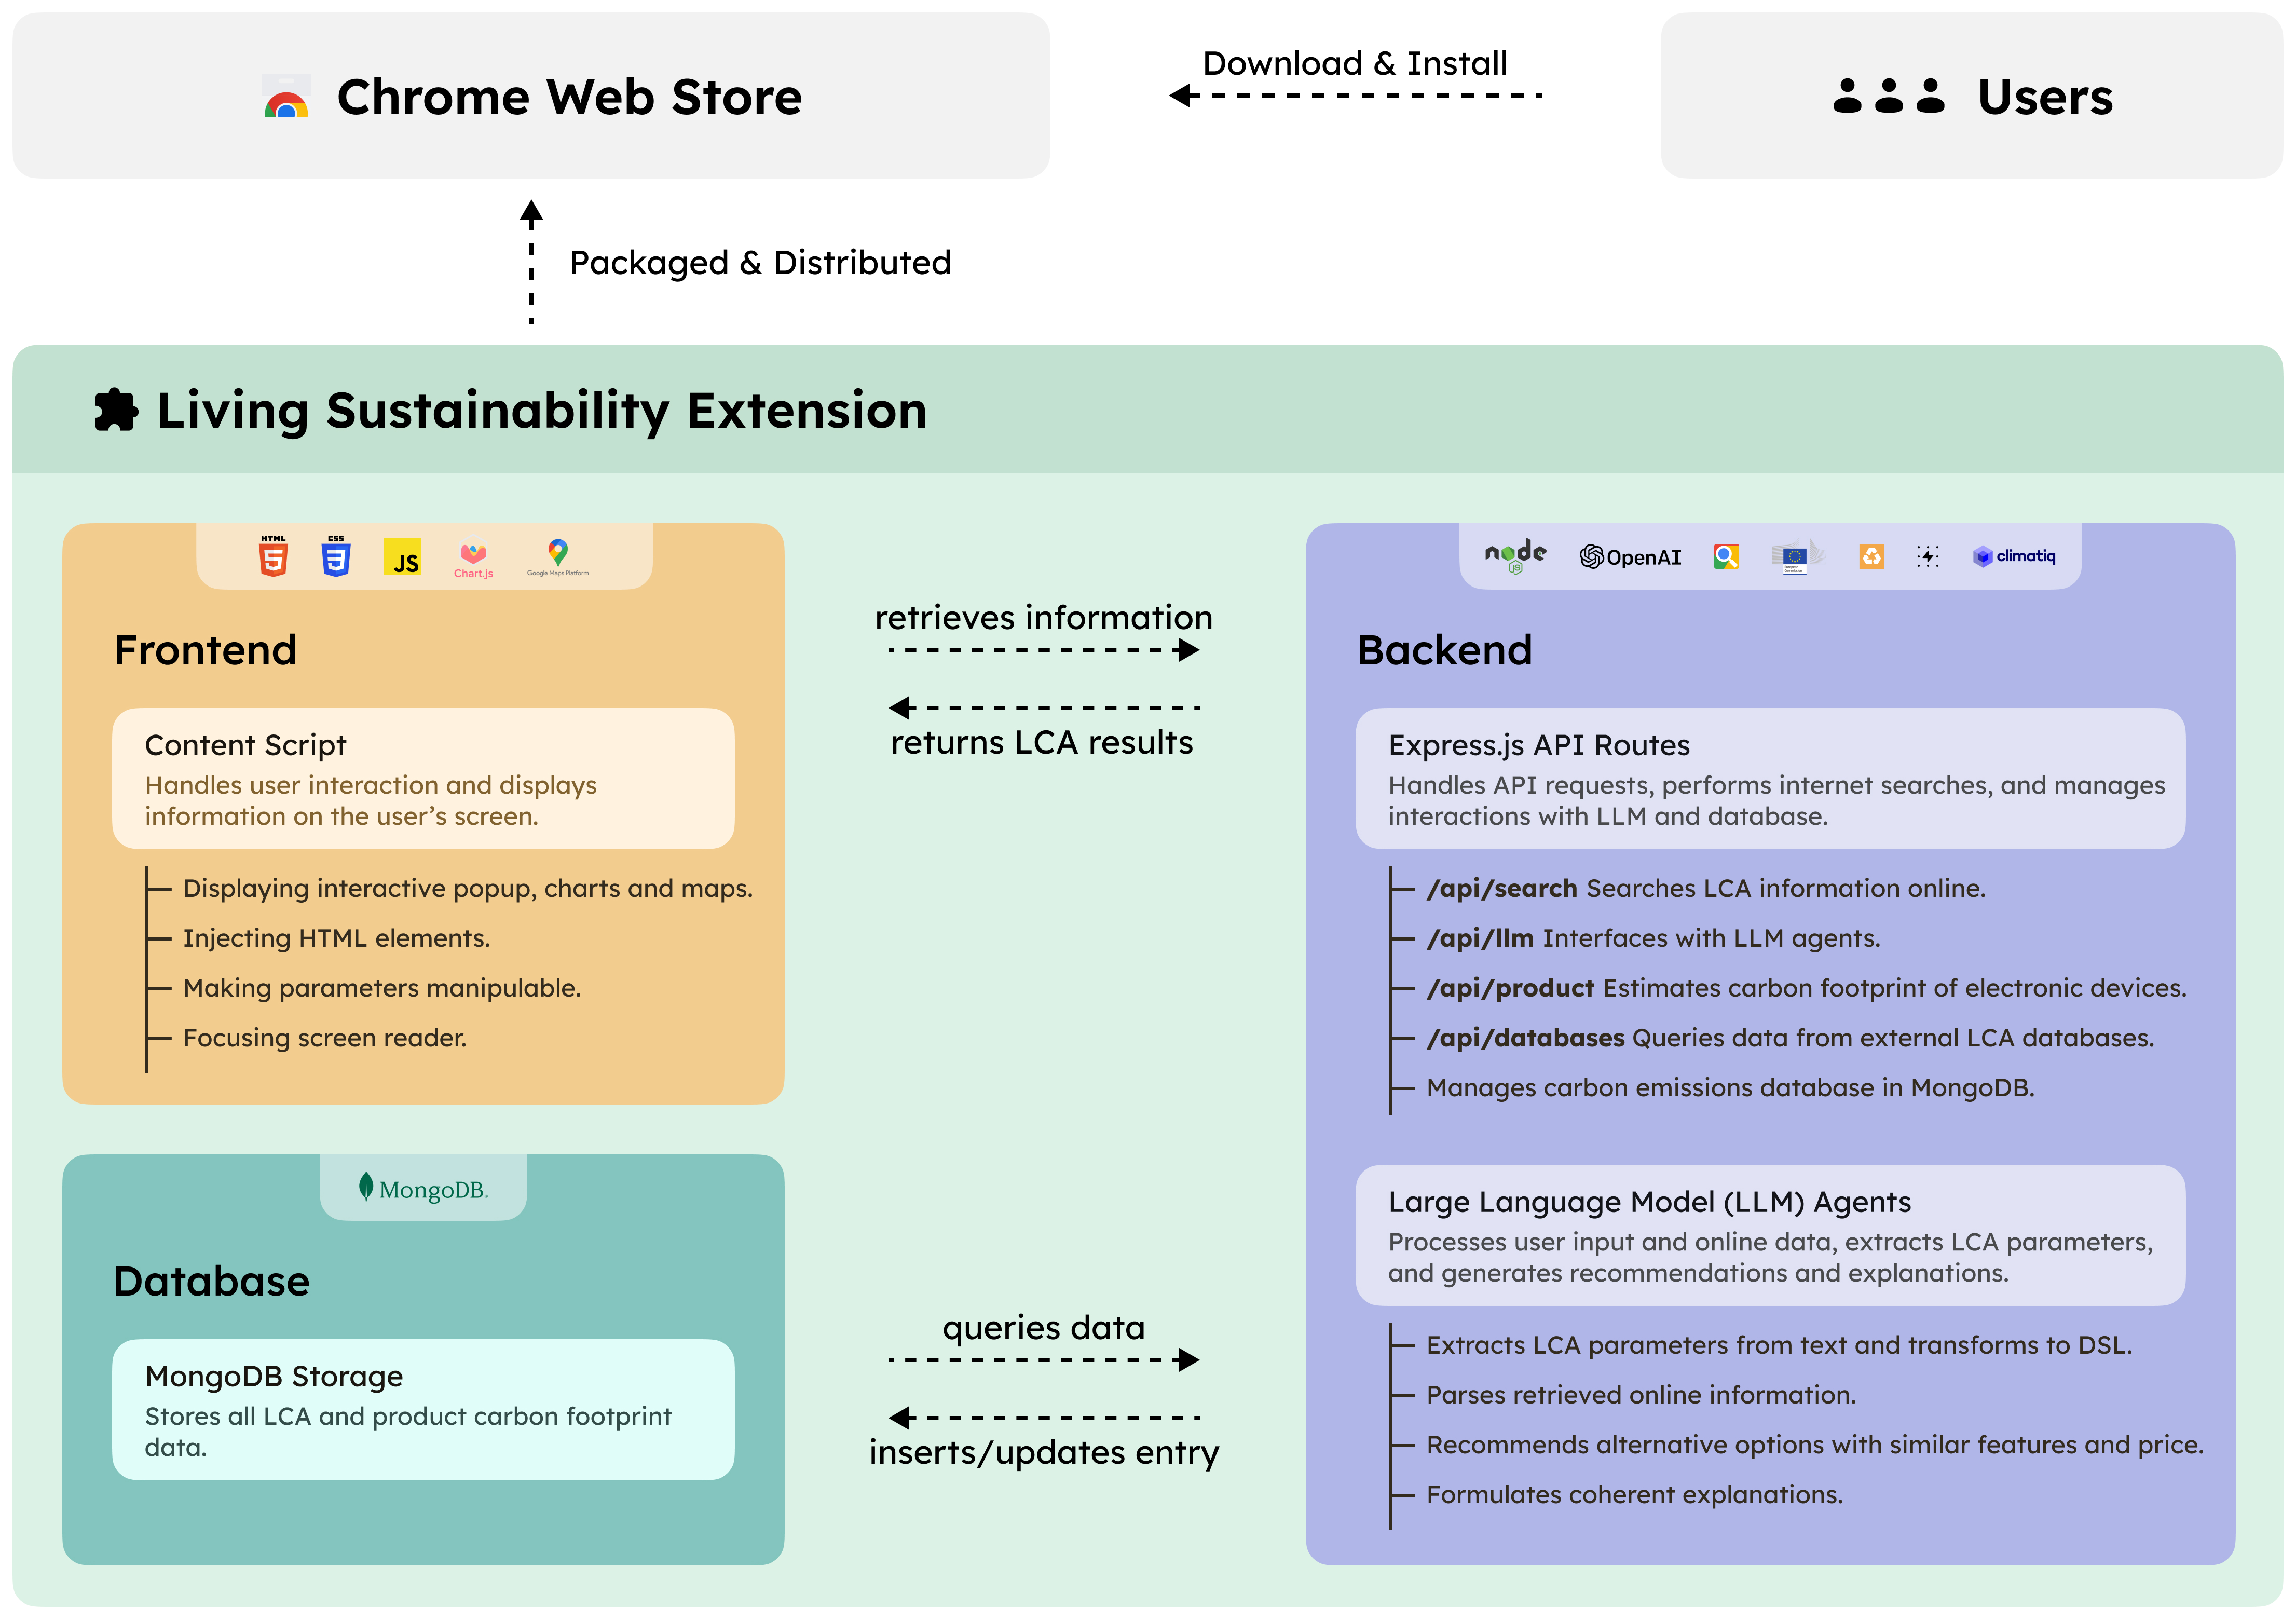 Chrome Web Store
Download & Install
Users
Packaged & Distributed
Living Sustainability Extension
HTML
CSS
JS
Chart.js
Google Maps Platform
Frontend
Content Script
Handles user interaction and displays
information on the user’s screen.
Displaying interactive popup, charts and maps.
Injecting HTML elements.
Making parameters manipulable.
Focusing screen reader.
retrieves information
returns LCA results
node
JS
OpenAI
European
Commission
climatiq
Backend
Express.js API Routes
Handles API requests, performs internet searches, and manages
interactions with LLM and database.
/api/search Searches LCA information online.
/api/llm Interfaces with LLM agents.
/api/product Estimates carbon footprint of electronic devices.
/api/databases Queries data from external LCA databases.
Manages carbon emissions database in MongoDB.
Large Language Model (LLM) Agents
Processes user input and online data, extracts LCA parameters,
and generates recommendations and explanations.
Extracts LCA parameters from text and transforms to DSL.
Parses retrieved online information.
Recommends alternative options with similar features and price.
Formulates coherent explanations.
MongoDB.
Database
MongoDB Storage
Stores all LCA and product carbon footprint
data.
queries data
inserts/updates entry